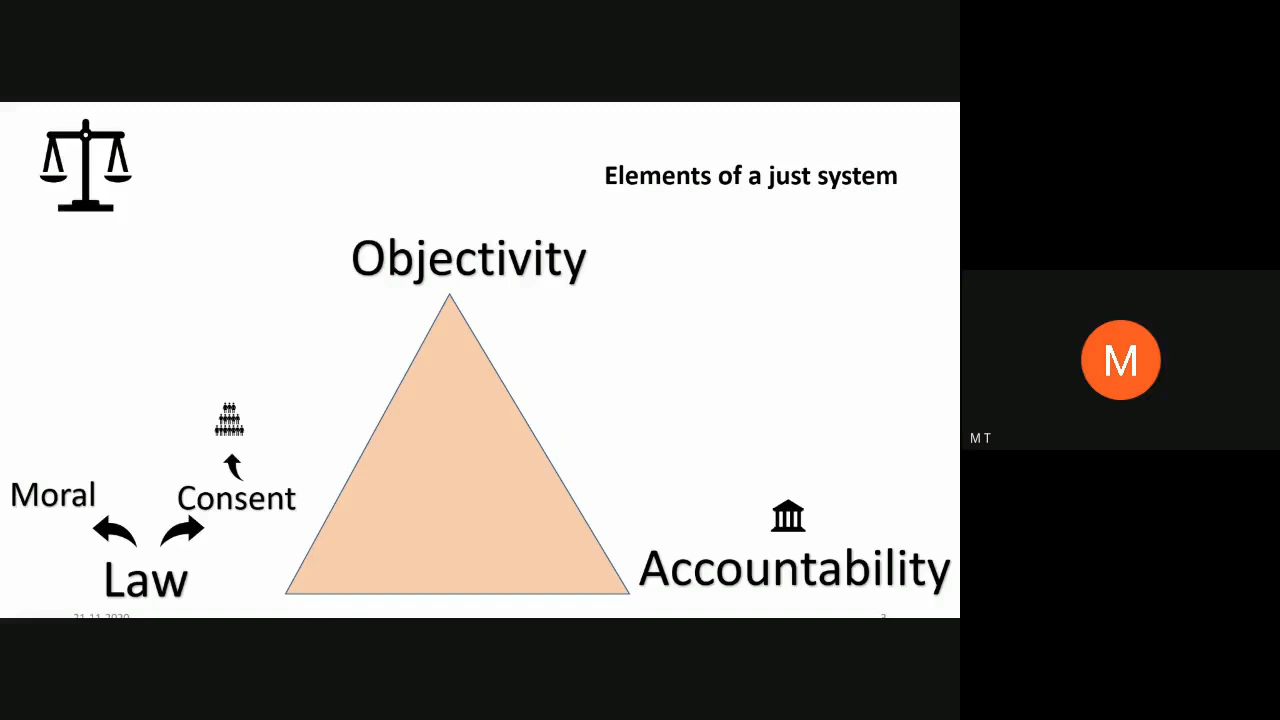 Elements of a just system
Objectivity
Moral
Consent
Law
Accountability
M
M T